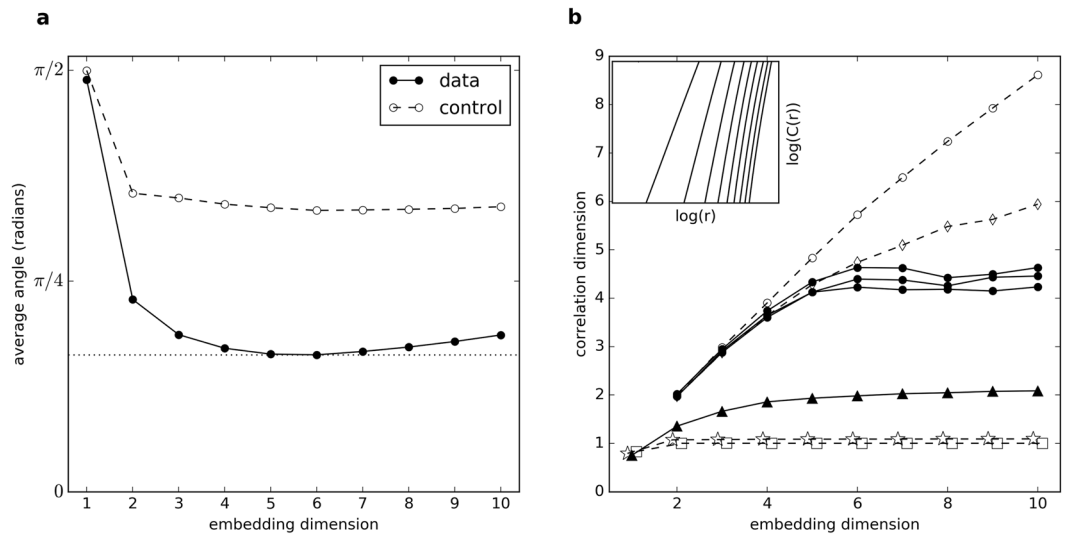 a
π/2
π/4
0
1 2 3 4 5 6 7 8 9 10
average angle (radians)
embedding dimension
data
control
b
9
8
7
6
5
4
3
2
1
0
2 4 6 8 10
correlation dimension
embedding dimension
log(C(r))
log(r)